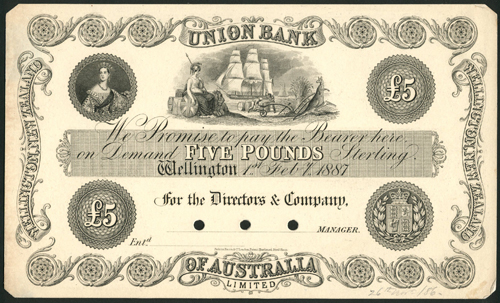 UNION BANK
WELLINGTON NEW ZEALAND
WELLINGTON NEW ZEALAND
£5
We Promise to pay the Bearer here,
on Demand FIVE POUNDS Sterling.
Wellington 1st Feby. 1887
For the Directors & Company,
£5
Entd
MANAGER.
OF AUSTRALIA
LIMITED